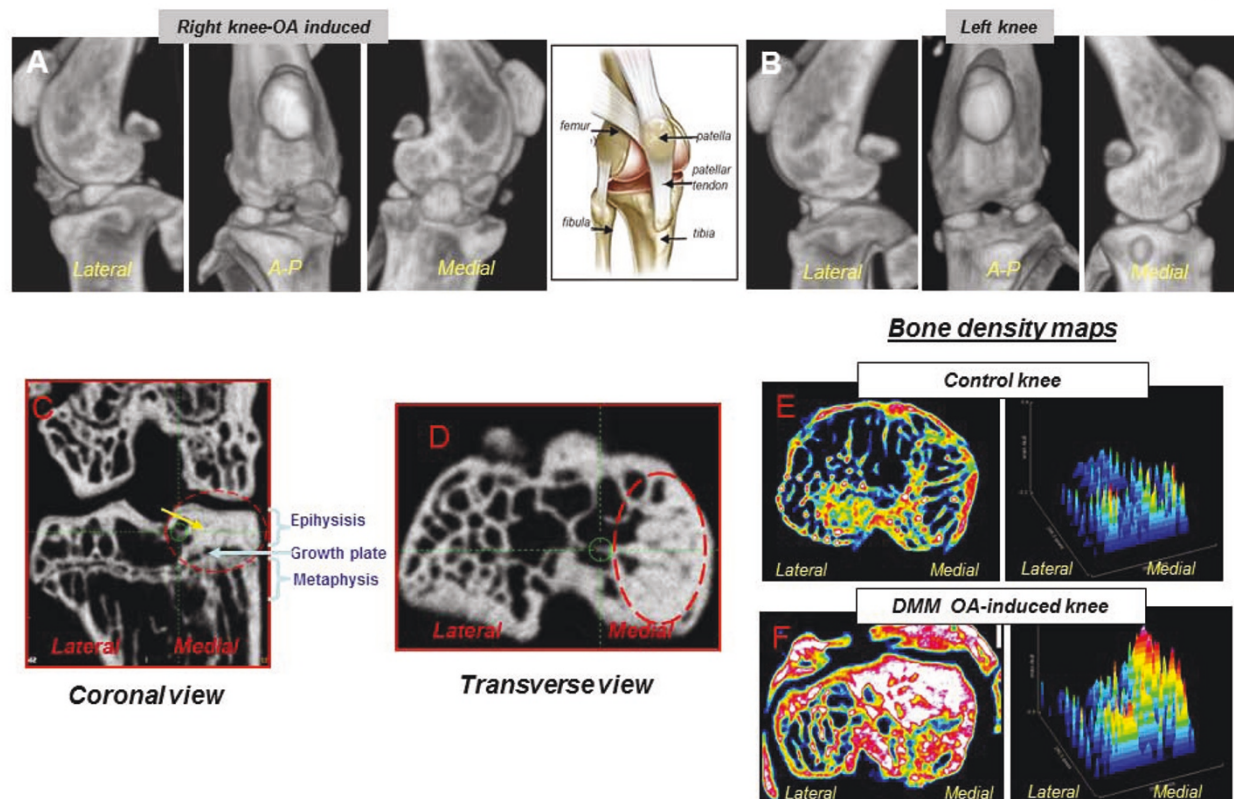 Right knee-OA induced
Left knee
A
Lateral
A-P
Medial
femur
patella
patellar
tendon
fibula
tibia
B
Lateral
A-P
Medial
Bone density maps
C
Epihysisis
Growth plate
Metaphysis
Lateral
Medial
Coronal view
D
Lateral
Medial
Transverse view
Control knee
E
Lateral
Medial
Lateral
Medial
DMM OA-induced knee
F
Lateral
Medial
Lateral
Medial